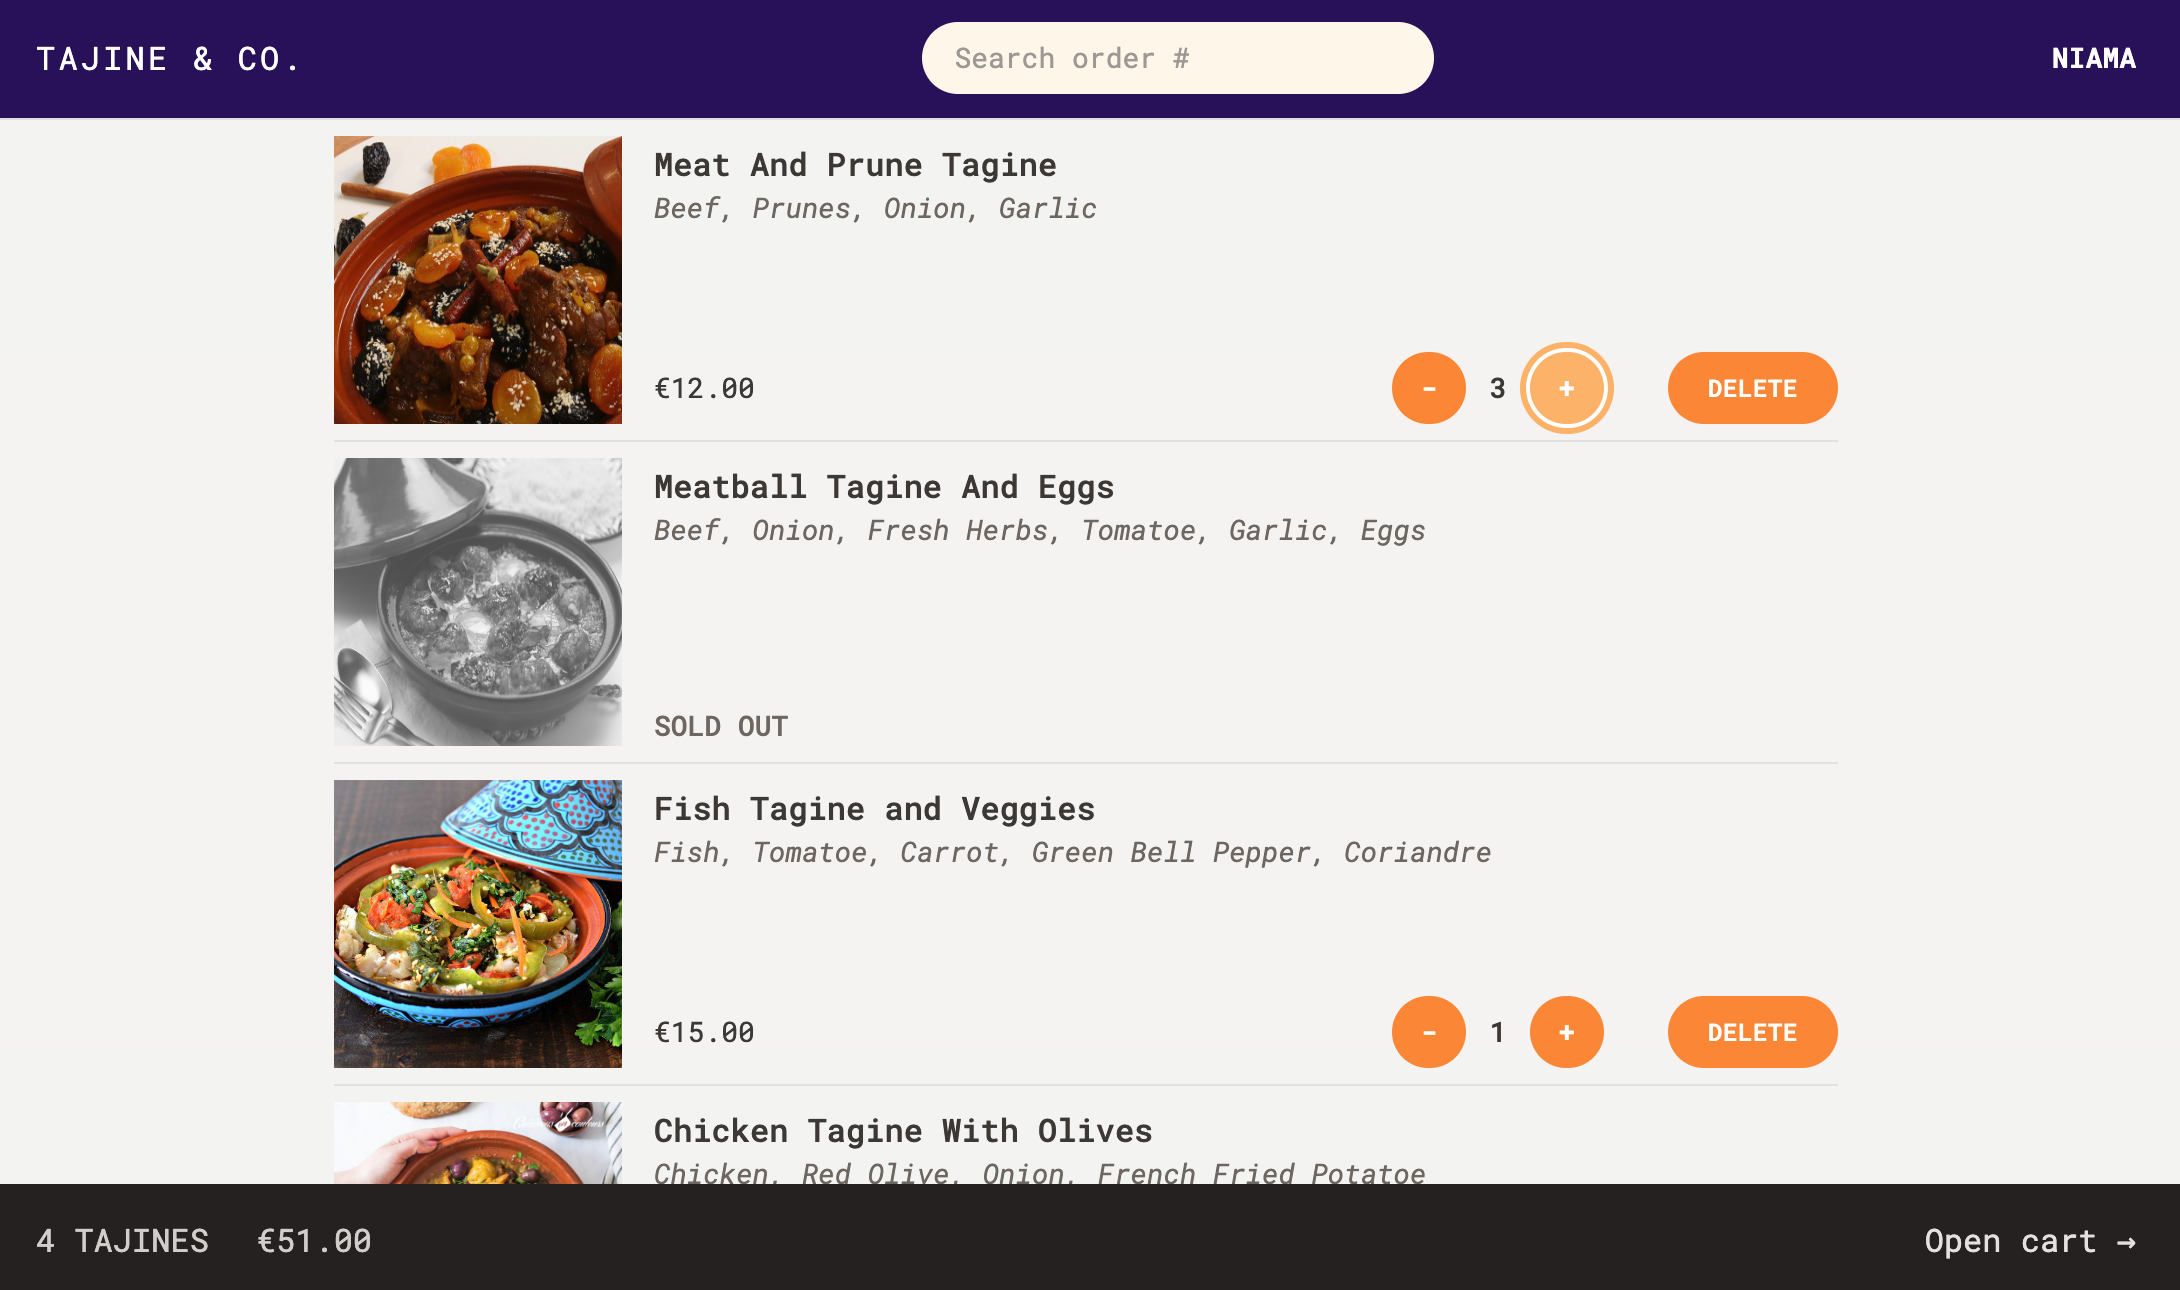 TAJINE & CO.
Search order #
NIAMA
Meat And Prune Tagine
Beef, Prunes, Onion, Garlic
€12.00
-
3
+
DELETE
Meatball Tagine And Eggs
Beef, Onion, Fresh Herbs, Tomatoe, Garlic, Eggs
SOLD OUT
Fish Tagine and Veggies
Fish, Tomatoe, Carrot, Green Bell Pepper, Coriandre
€15.00
-
1
+
DELETE
Chicken Tagine With Olives
Chicken, Red Olive, Onion, French Fried Potatoe
4 TAJINES €51.00
Open cart →